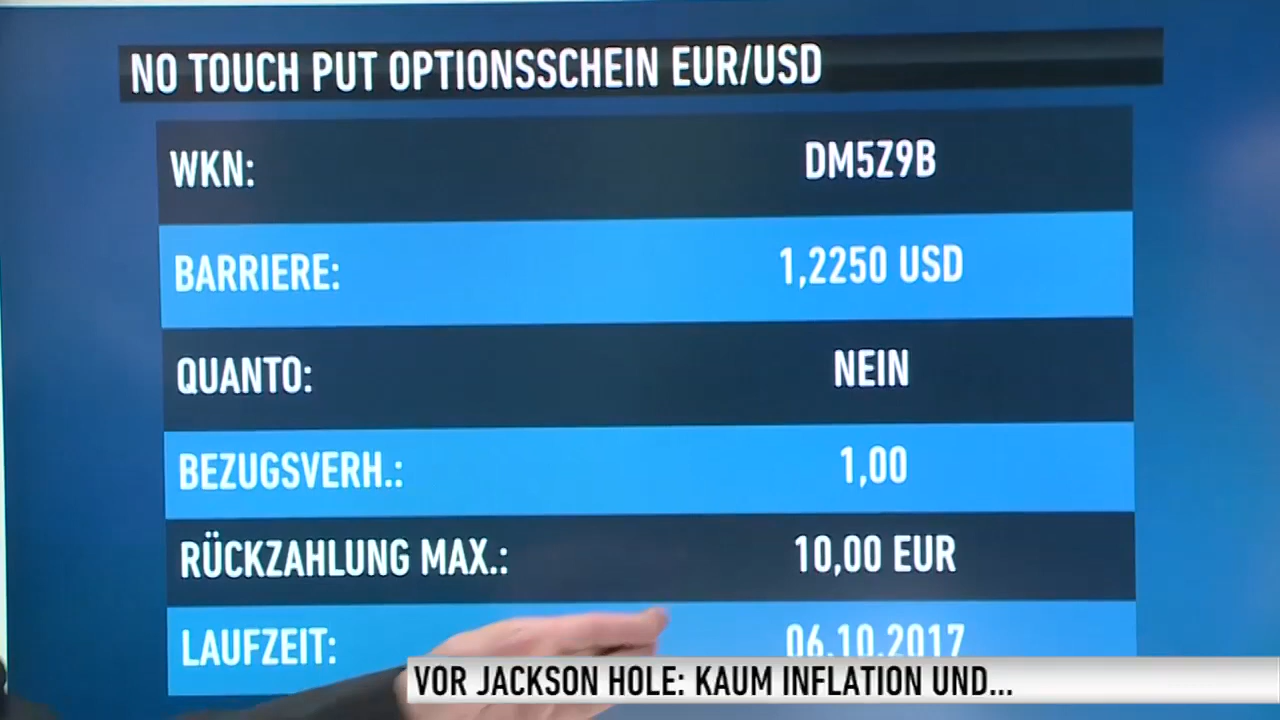 NO TOUCH PUT OPTIONSSCHEIN EUR/USD
WKN: DM5Z9B
BARRIERE: 1,2250 USD
QUANTO: NEIN
BEZUGSVERH.: 1,00
RÜCKZAHLUNG MAX.: 10,00 EUR
LAUFZEIT: 06.10.2017
VOR JACKSON HOLE: KAUM INFLATION UND...